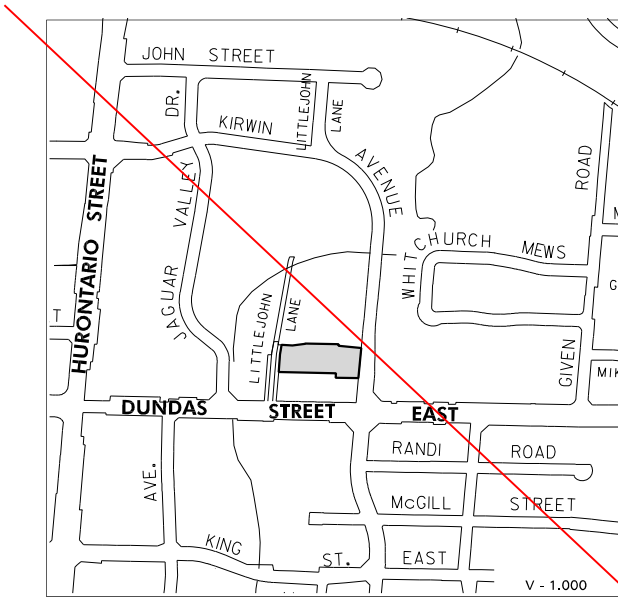 JOHN STREET
DR.
KIRWIN
LITTLEJOHN
LANE
AVENUE
ROAD
HURONTARIO STREET
JAGUAR VALLEY
WHITCHURCH MEWS
LITTLEJOHN
LANE
T
G
GIVEN
MIK
DUNDAS STREET EAST
RANDI ROAD
AVE.
McGILL STREET
KING ST. EAST
V - 1.000